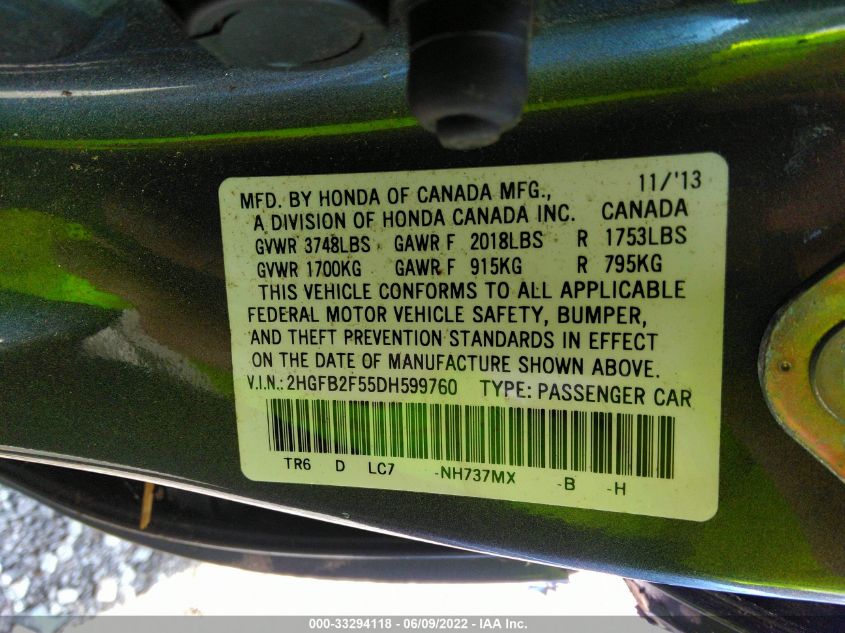 MFD. BY HONDA OF CANADA MFG., 11/'13
A DIVISION OF HONDA CANADA INC. CANADA
GVWR 3748LBS GAWR F 2018LBS R 1753LBS
GVWR 1700KG GAWR F 915KG R 795KG
THIS VEHICLE CONFORMS TO ALL APPLICABLE
FEDERAL MOTOR VEHICLE SAFETY, BUMPER,
AND THEFT PREVENTION STANDARDS IN EFFECT
ON THE DATE OF MANUFACTURE SHOWN ABOVE.
V.I.N.: 2HGFB2F55DH599760 TYPE: PASSENGER CAR
TR6 D LC7 -NH737MX -B -H
000-33294118 - 06/09/2022 - IAA Inc.